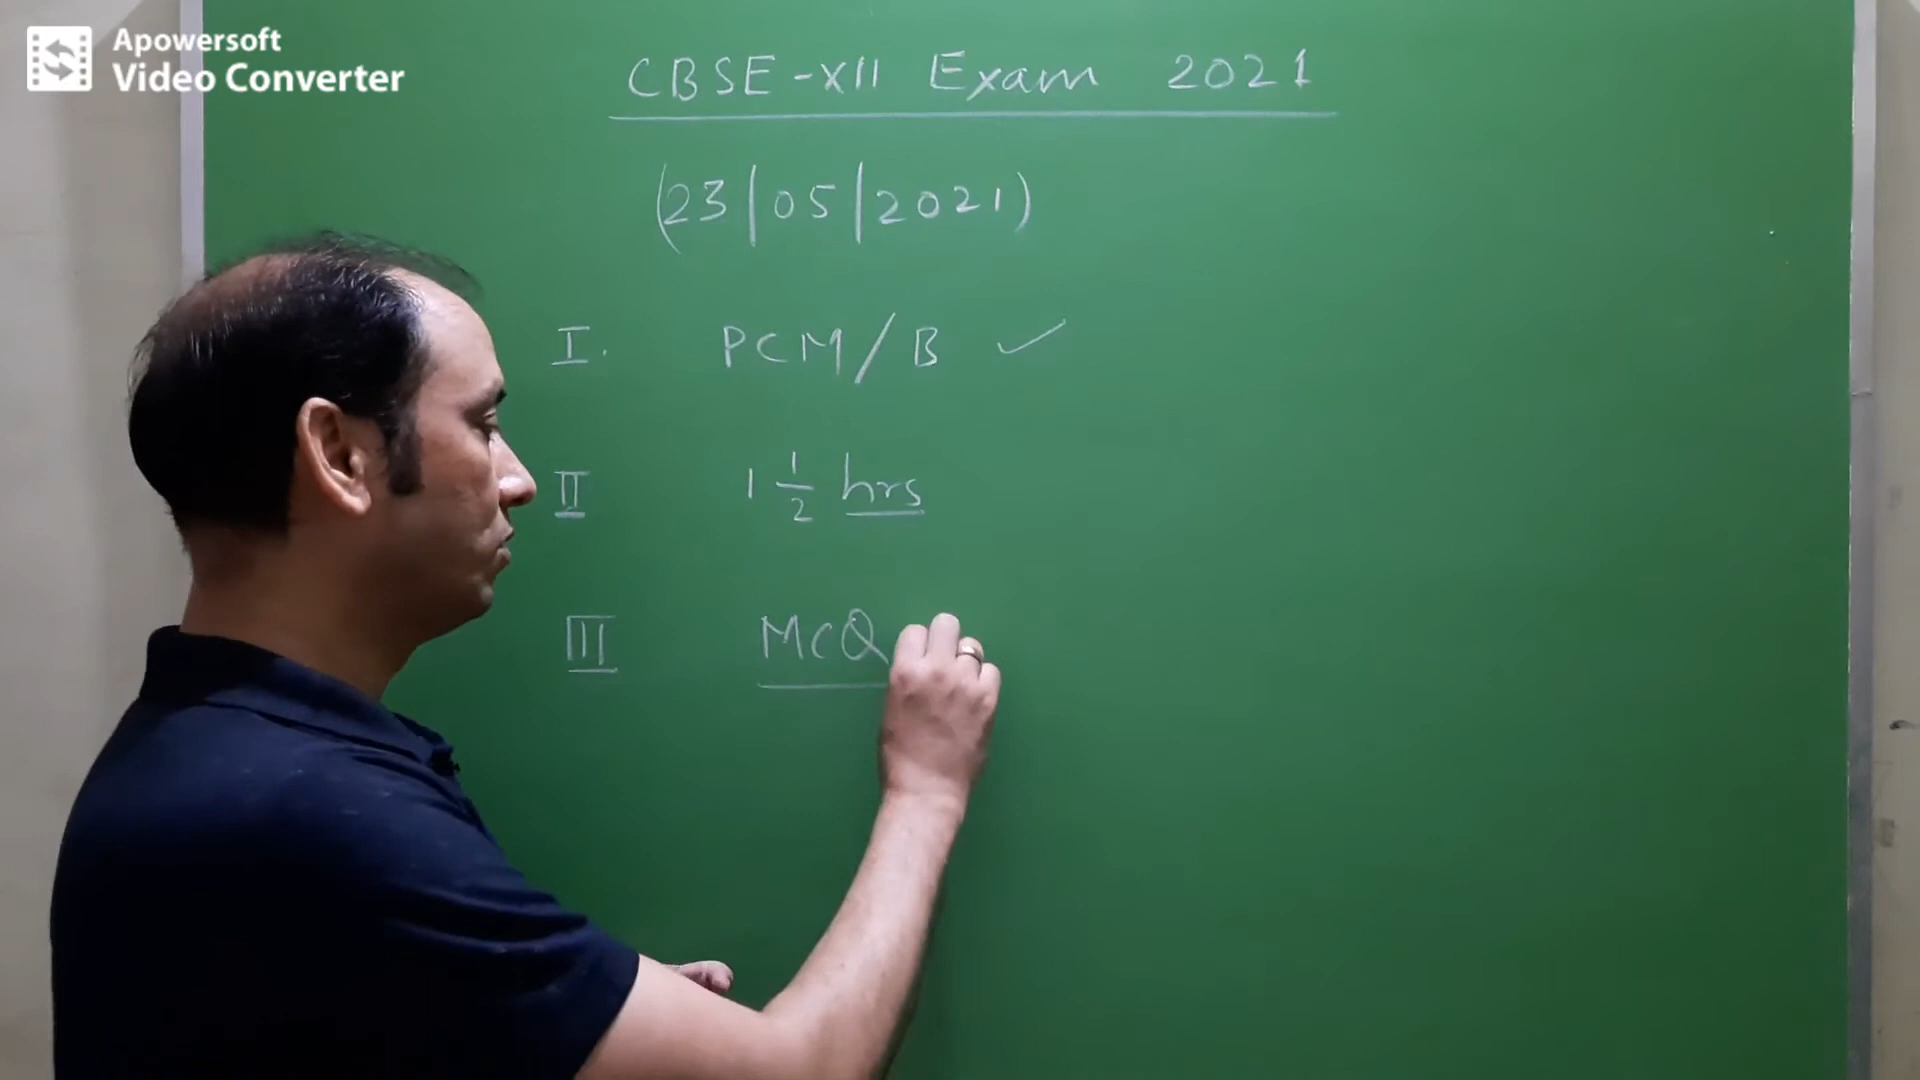 Apowersoft
Video Converter
CBSE-XII Exam 2021
(23/05/2021)
I. PCM/B ✓
II 1 1/2 hrs
III MCQ